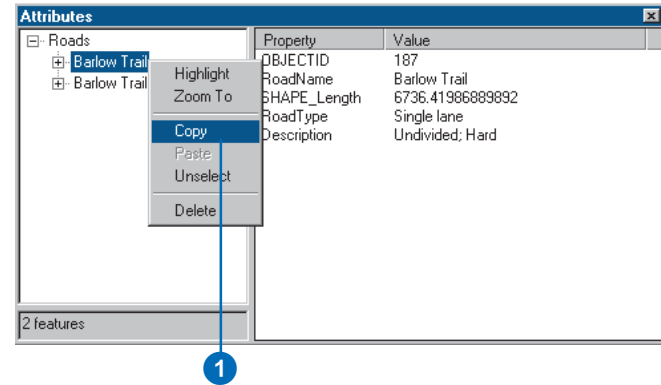 Attributes
Roads
Barlow Trail
Barlow Trail
Highlight
Zoom To
Copy
Paste
Unselect
Delete
2 features
Property Value
OBJECTID 187
RoadName Barlow Trail
SHAPE_Length 6736.41986889892
RoadType Single lane
Description Undivided; Hard
1